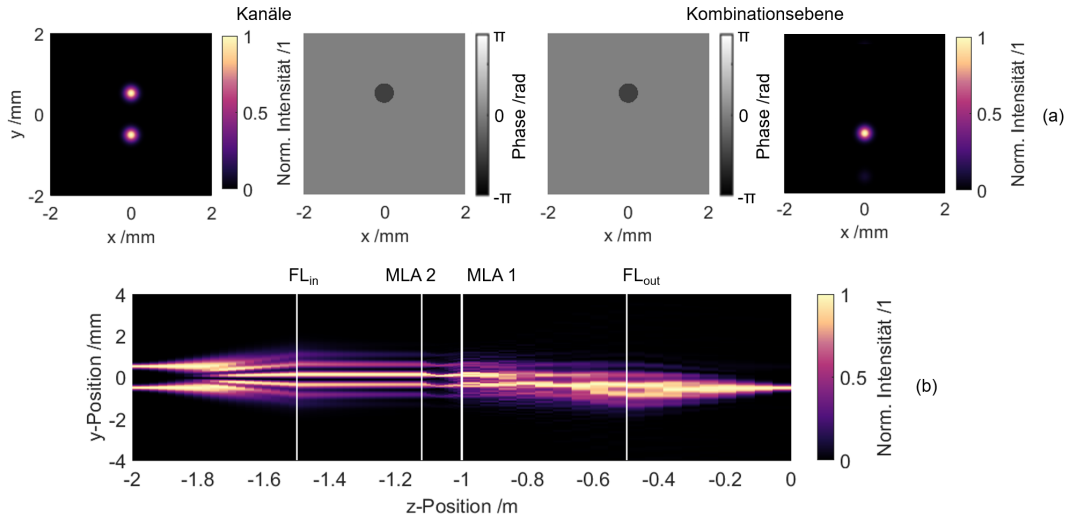 Kanäle
Kombinationsebene
2
0
-2
y /mm
-2
0
2
x /mm
1
0.5
0
Norm. Intensität /1
-2
0
2
x /mm
π
0
-π
Phase /rad
-2
0
2
x /mm
π
0
-π
Phase /rad
-2
0
2
x /mm
1
0.5
0
Norm. Intensität /1
(a)
FLin
MLA 2
MLA 1
FLout
4
2
0
-2
-4
y-Position /mm
-2
-1.8
-1.6
-1.4
-1.2
-1
-0.8
-0.6
-0.4
-0.2
0
z-Position /m
1
0.5
0
Norm. Intensität /1
(b)